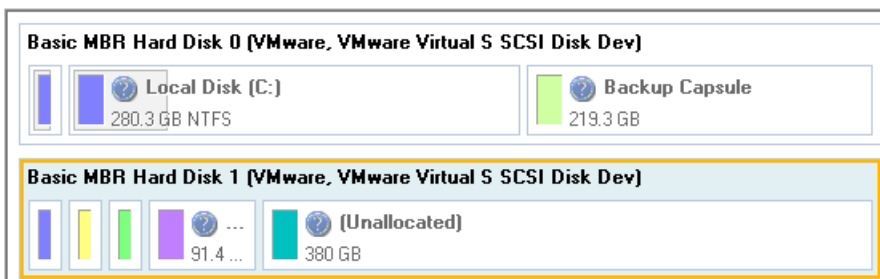 Basic MBR Hard Disk 0 (VMware, VMware Virtual S SCSI Disk Dev)
Local Disk (C:)
280.3 GB NTFS
Backup Capsule
219.3 GB
Basic MBR Hard Disk 1 (VMware, VMware Virtual S SCSI Disk Dev)
...
91.4 ...
(Unallocated)
380 GB